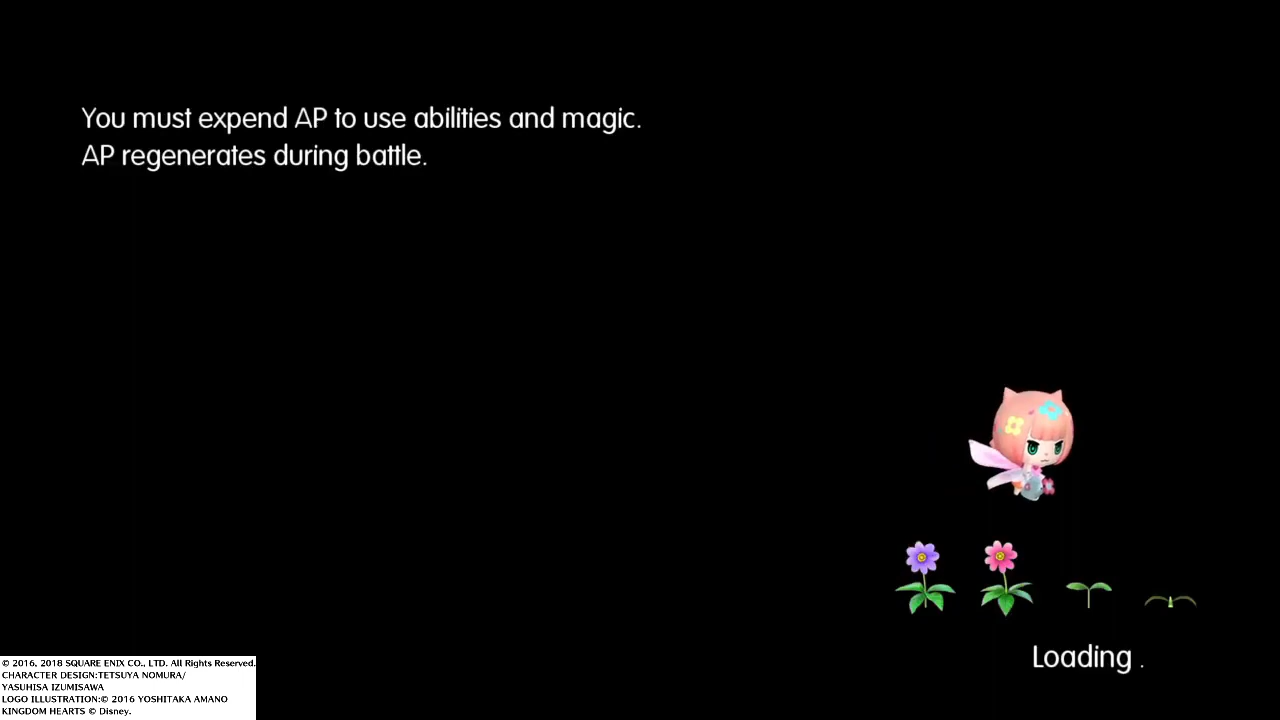 You must expend AP to use abilities and magic.
AP regenerates during battle.
Loading .
© 2016, 2018 SQUARE ENIX CO., LTD. All Rights Reserved.
CHARACTER DESIGN:TETSUYA NOMURA/
YASUHISA IZUMISAWA
LOGO ILLUSTRATION:© 2016 YOSHITAKA AMANO
KINGDOM HEARTS © Disney.